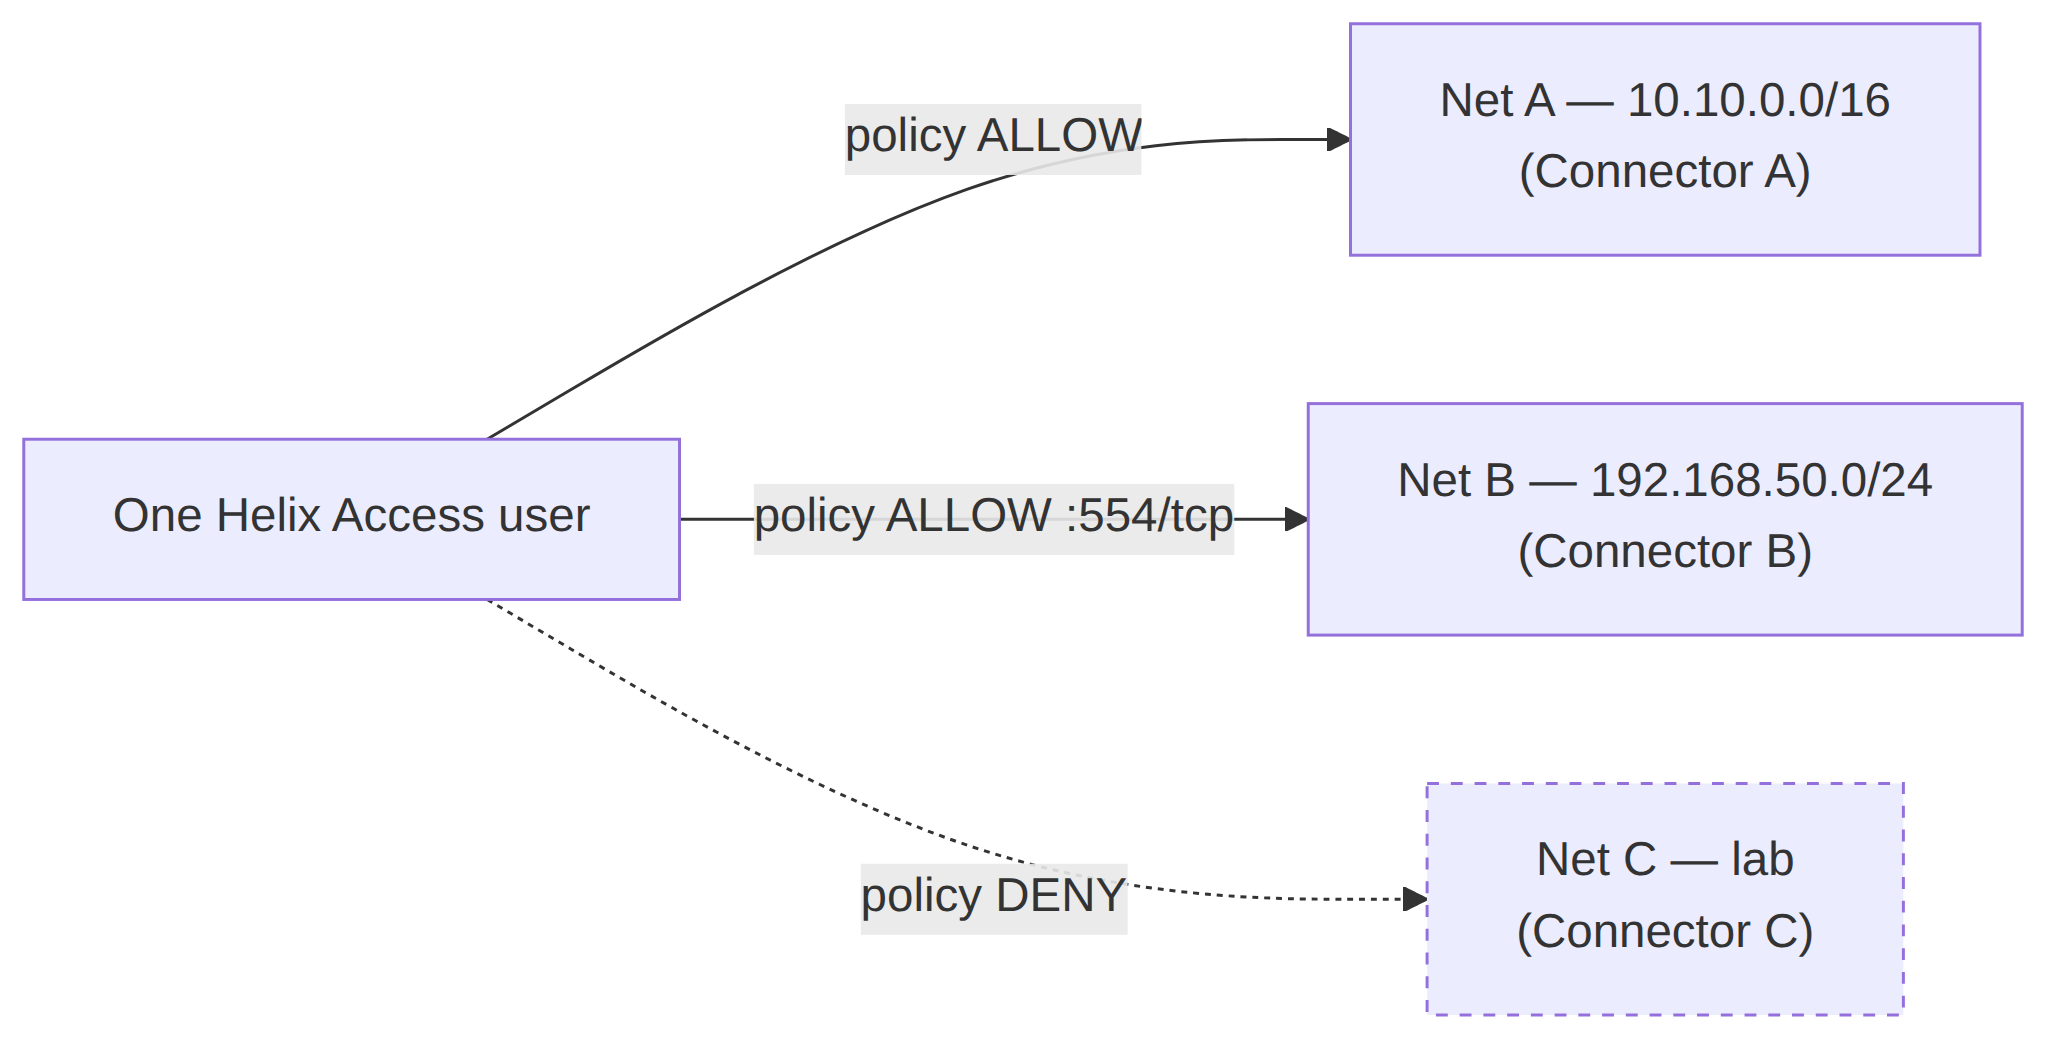 policy ALLOW
Net A — 10.10.0.0/16
(Connector A)
One Helix Access user
policy ALLOW :554/tcp
Net B — 192.168.50.0/24
(Connector B)
policy DENY
Net C — lab
(Connector C)